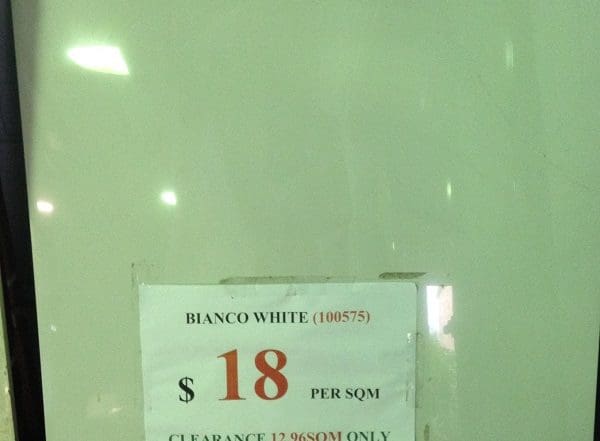 BIANCO WHITE (100575)
$ 18 PER SQM
CLEARANCE 12.96SQM ONLY